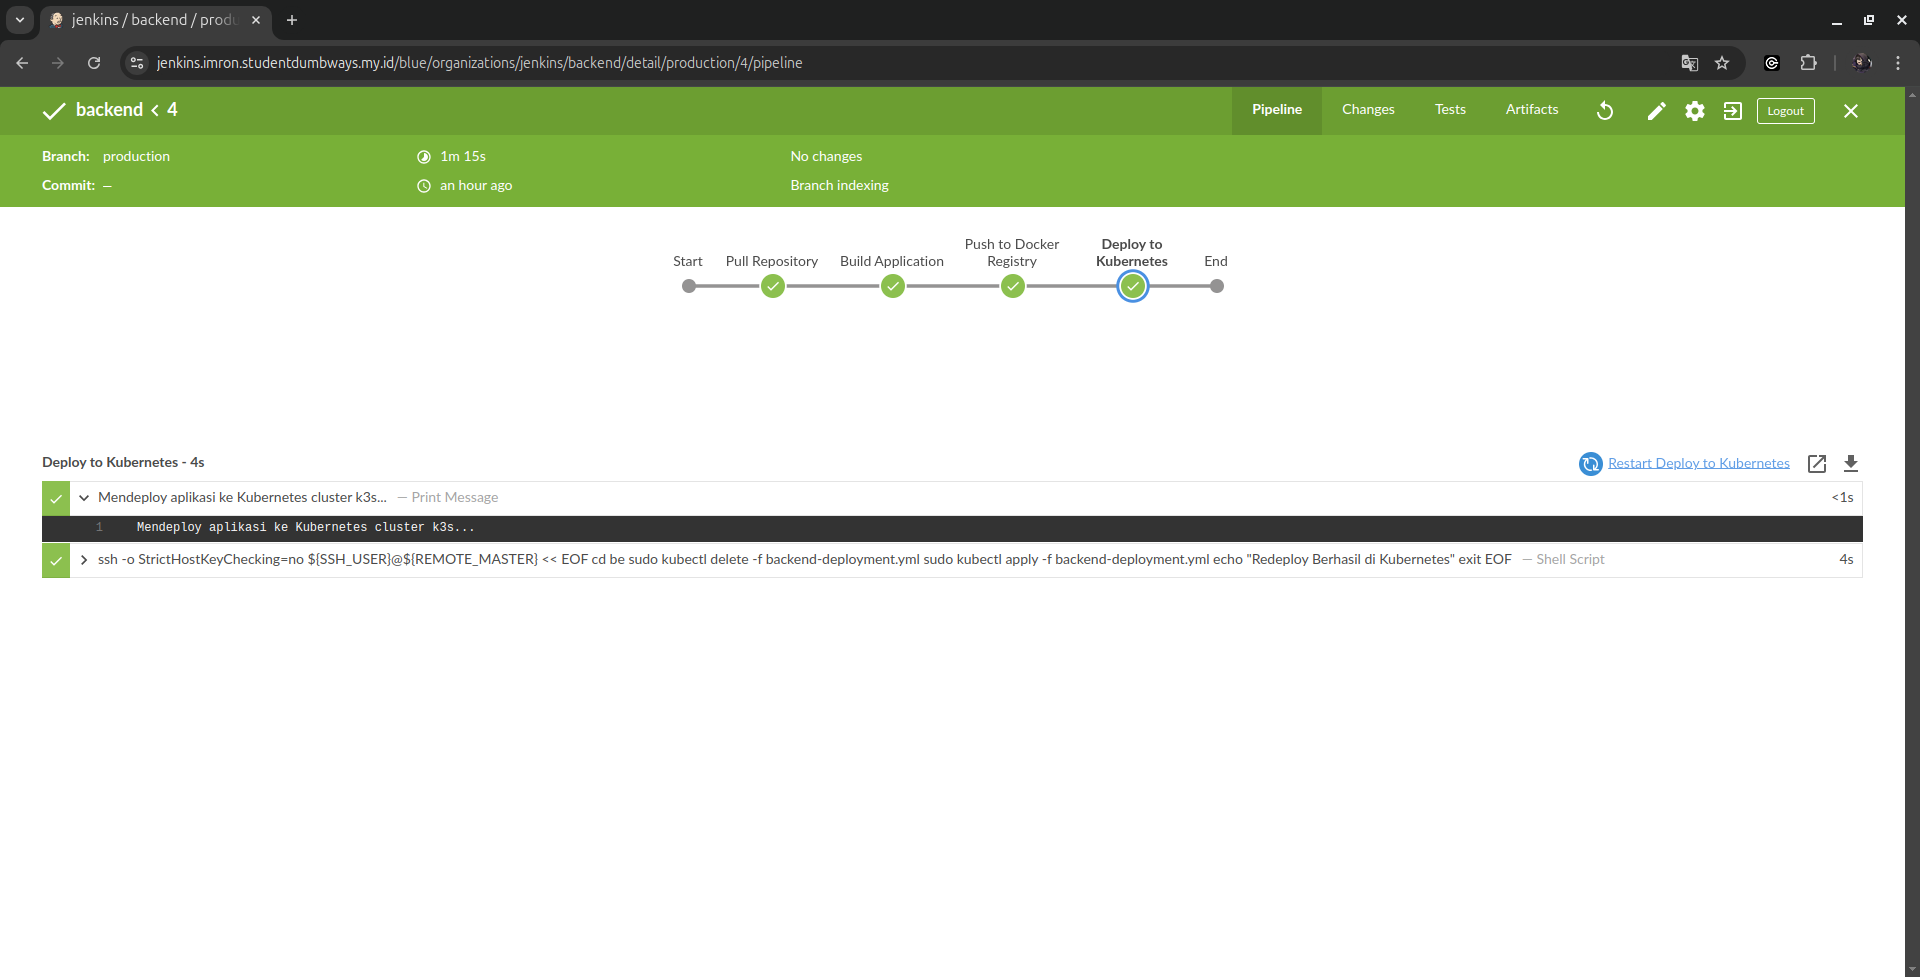 jenkins / backend / produ
jenkins.imron.studentdumbways.my.id/blue/organizations/jenkins/backend/detail/production/4/pipeline
backend < 4
Pipeline
Changes
Tests
Artifacts
Logout
Branch: production
1m 15s
No changes
Commit: —
an hour ago
Branch indexing
Start
Pull Repository
Build Application
Push to Docker
Registry
Deploy to
Kubernetes
End
Deploy to Kubernetes - 4s
Restart Deploy to Kubernetes
Mendeploy aplikasi ke Kubernetes cluster k3s... — Print Message
<1s
1 Mendeploy aplikasi ke Kubernetes cluster k3s...
ssh -o StrictHostKeyChecking=no ${SSH_USER}@${REMOTE_MASTER} << EOF cd be sudo kubectl delete -f backend-deployment.yml sudo kubectl apply -f backend-deployment.yml echo "Redeploy Berhasil di Kubernetes" exit EOF — Shell Script
4s